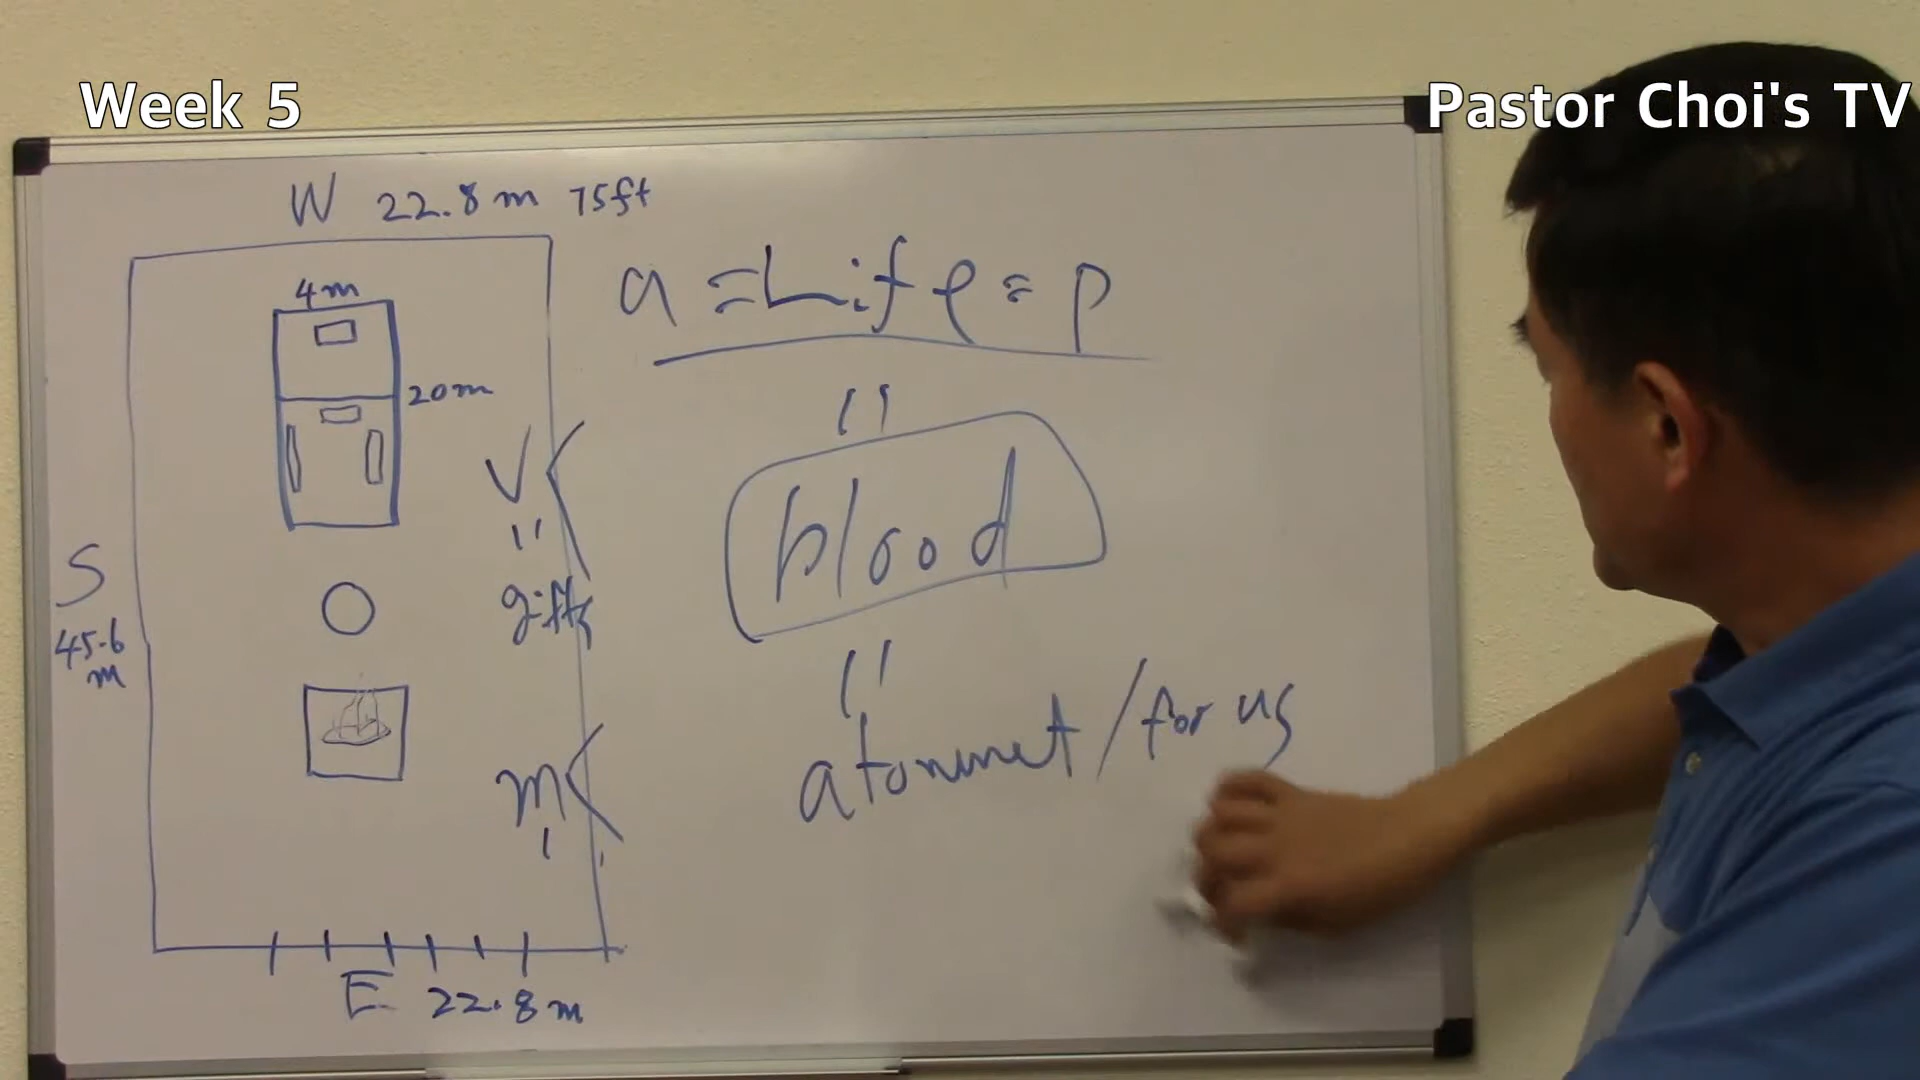 Week 5
Pastor Choi's TV
W 22.8 m 75ft
4m
20m
S
45.6
m
V
"
gifts
m
E 22.8 m
a = Life = p
"
blood
"
atonmnet / for us